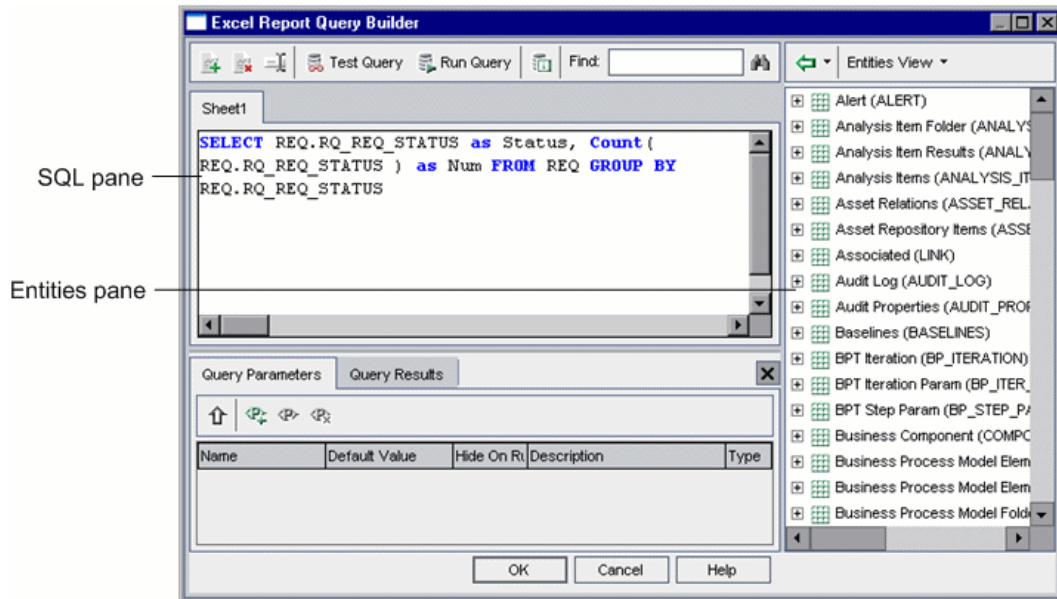 Excel Report Query Builder
Test Query Run Query Find: Entities View
Sheet1
SELECT REQ.RQ_REQ_STATUS as Status, Count(
REQ.RQ_REQ_STATUS ) as Num FROM REQ GROUP BY
REQ.RQ_REQ_STATUS
SQL pane
Entities pane
Alert (ALERT)
Analysis Item Folder (ANALYS
Analysis Item Results (ANALY
Analysis Items (ANALYSIS_IT
Asset Relations (ASSET_REL.
Asset Repository Items (ASSE
Associated (LINK)
Audit Log (AUDIT_LOG)
Audit Properties (AUDIT_PROF
Baselines (BASELINES)
BPT Iteration (BP_ITERATION)
BPT Iteration Param (BP_ITER_
BPT Step Param (BP_STEP_PA
Business Component (COMPC
Business Process Model Elem
Business Process Model Elem
Business Process Model Folde
Query Parameters Query Results
Name Default Value Hide On Ru Description Type
OK Cancel Help